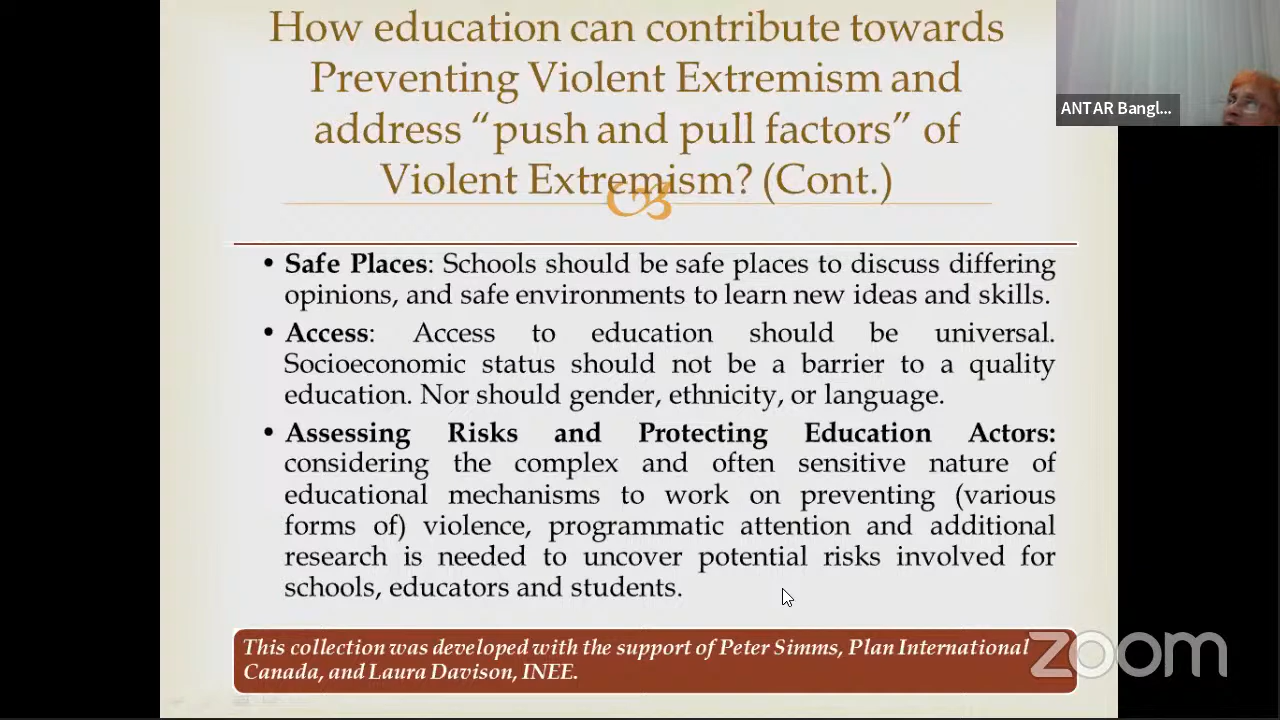 How education can contribute towards
Preventing Violent Extremism and
address “push and pull factors” of
Violent Extremism? (Cont.)
ANTAR Bangl...
• Safe Places: Schools should be safe places to discuss differing
opinions, and safe environments to learn new ideas and skills.
• Access: Access to education should be universal.
Socioeconomic status should not be a barrier to a quality
education. Nor should gender, ethnicity, or language.
• Assessing Risks and Protecting Education Actors:
considering the complex and often sensitive nature of
educational mechanisms to work on preventing (various
forms of) violence, programmatic attention and additional
research is needed to uncover potential risks involved for
schools, educators and students.
This collection was developed with the support of Peter Simms, Plan International
Canada, and Laura Davison, INEE.
zoom